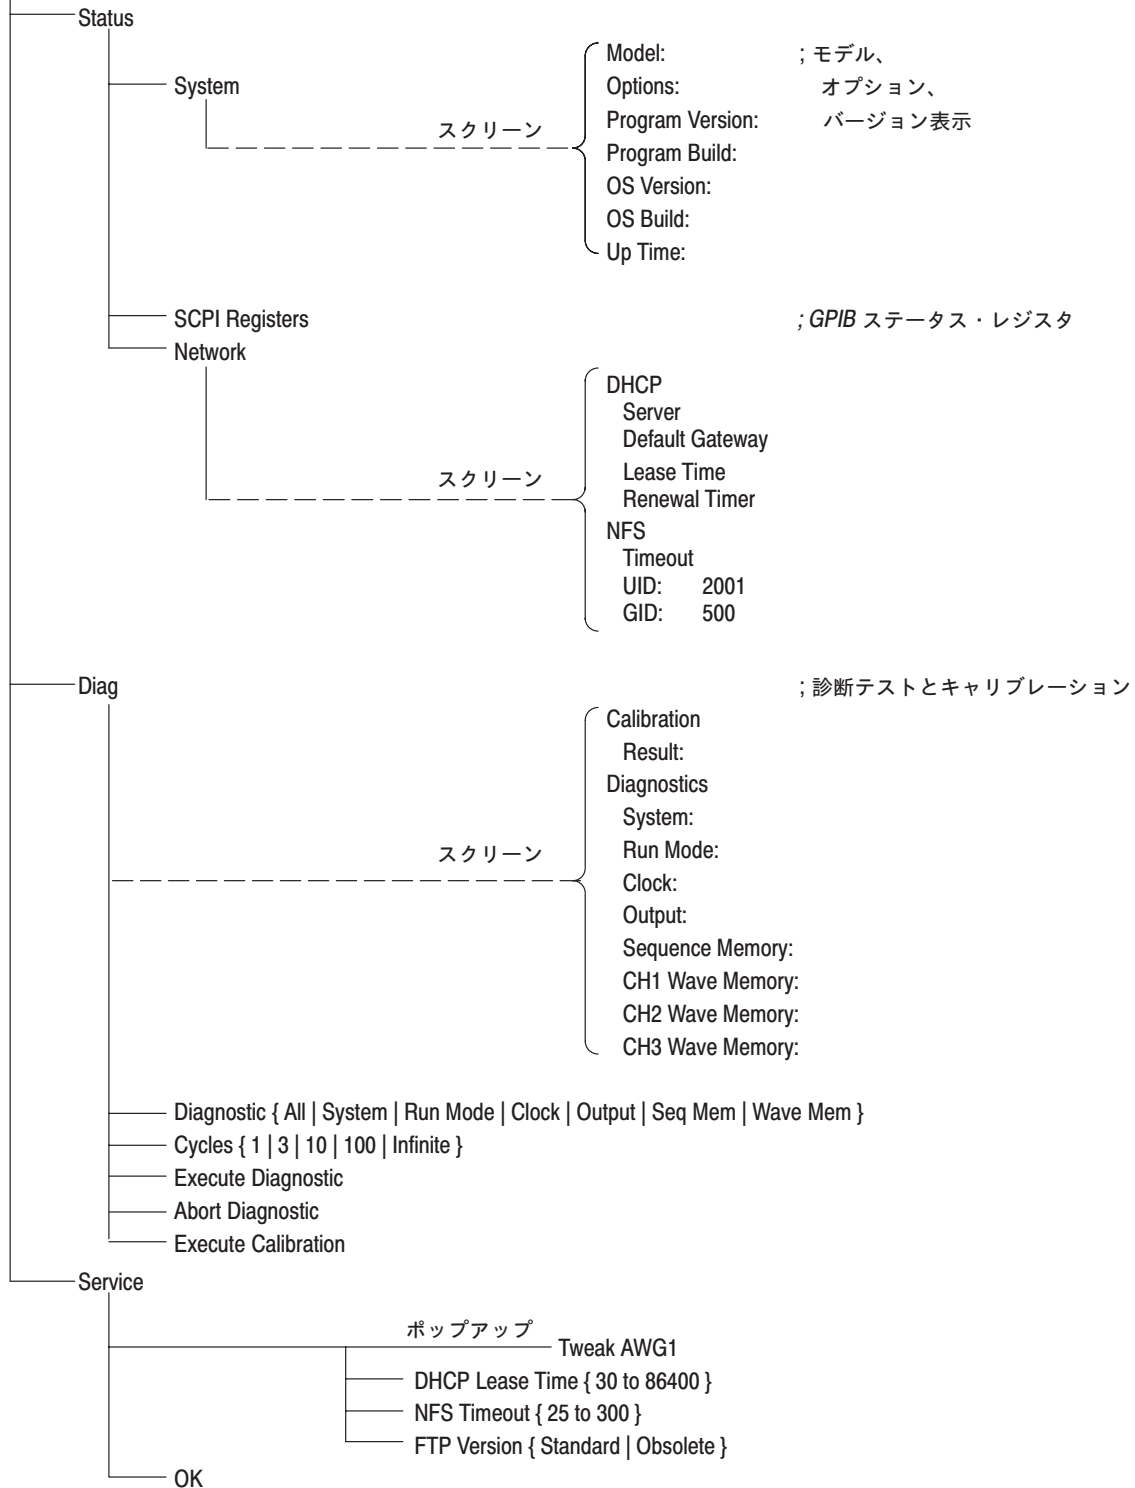 Status
Model: ; モデル、
System Options: オプション、
スクリーン Program Version: バージョン表示
Program Build:
OS Version:
OS Build:
Up Time:
SCPI Registers ; GPIB ステータス・レジスタ
Network
DHCP
Server
Default Gateway
スクリーン Lease Time
Renewal Timer
NFS
Timeout
UID: 2001
GID: 500
Diag ; 診断テストとキャリブレーション
Calibration
Result:
Diagnostics
System:
スクリーン Run Mode:
Clock:
Output:
Sequence Memory:
CH1 Wave Memory:
CH2 Wave Memory:
CH3 Wave Memory:
Diagnostic { All | System | Run Mode | Clock | Output | Seq Mem | Wave Mem }
Cycles { 1 | 3 | 10 | 100 | Infinite }
Execute Diagnostic
Abort Diagnostic
Execute Calibration
Service
ポップアップ
Tweak AWG1
DHCP Lease Time { 30 to 86400 }
NFS Timeout { 25 to 300 }
FTP Version { Standard | Obsolete }
OK